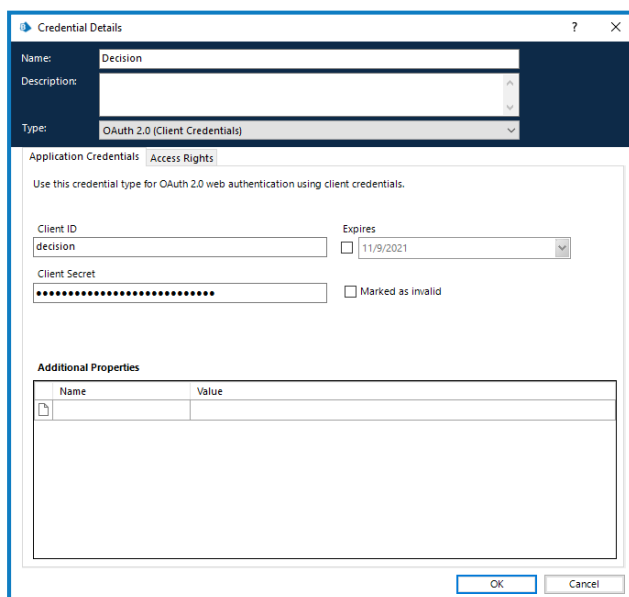 Credential Details ? X
Name: Decision
Description:
Type: OAuth 2.0 (Client Credentials)
Application Credentials Access Rights
Use this credential type for OAuth 2.0 web authentication using client credentials.
Client ID Expires
decision 11/9/2021
Client Secret
•••••••••••••••••••••••••••• Marked as invalid
Additional Properties
Name Value
OK Cancel